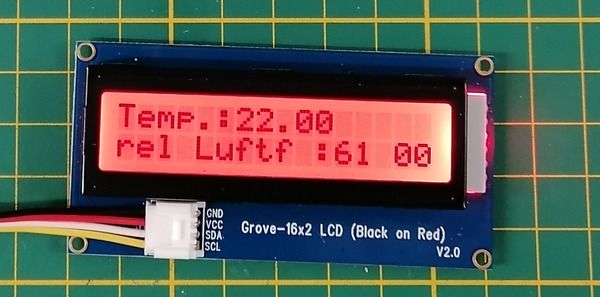 Temp.:22.00
rel Luftf :61 00
GND
VCC
SDA
SCL
Grove-16x2 LCD (Black on Red)
V2.0